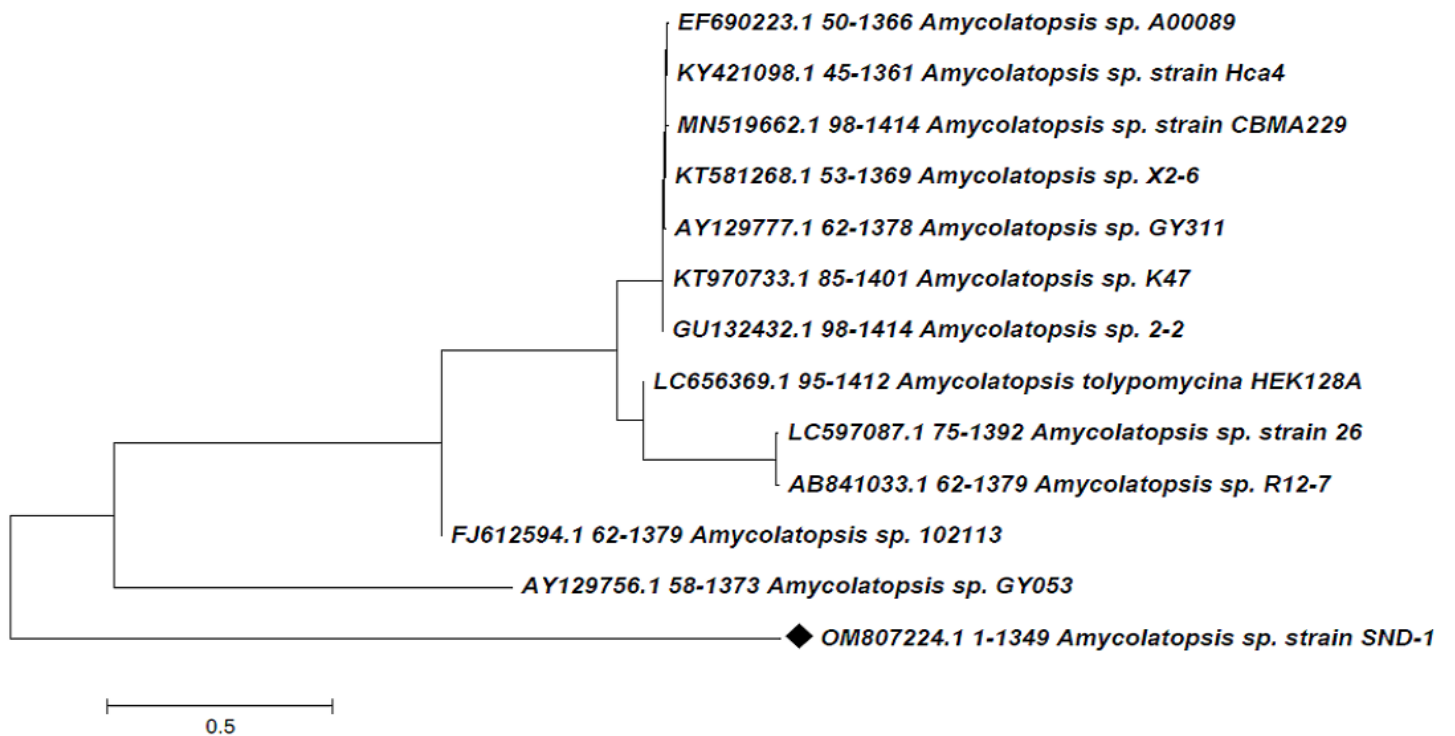 EF690223.1 50-1366 Amycolatopsis sp. A00089
KY421098.1 45-1361 Amycolatopsis sp. strain Hca4
MN519662.1 98-1414 Amycolatopsis sp. strain CBMA229
KT581268.1 53-1369 Amycolatopsis sp. X2-6
AY129777.1 62-1378 Amycolatopsis sp. GY311
KT970733.1 85-1401 Amycolatopsis sp. K47
GU132432.1 98-1414 Amycolatopsis sp. 2-2
LC656369.1 95-1412 Amycolatopsis tolypomycina HEK128A
LC597087.1 75-1392 Amycolatopsis sp. strain 26
AB841033.1 62-1379 Amycolatopsis sp. R12-7
FJ612594.1 62-1379 Amycolatopsis sp. 102113
AY129756.1 58-1373 Amycolatopsis sp. GY053
OM807224.1 1-1349 Amycolatopsis sp. strain SND-1
0.5